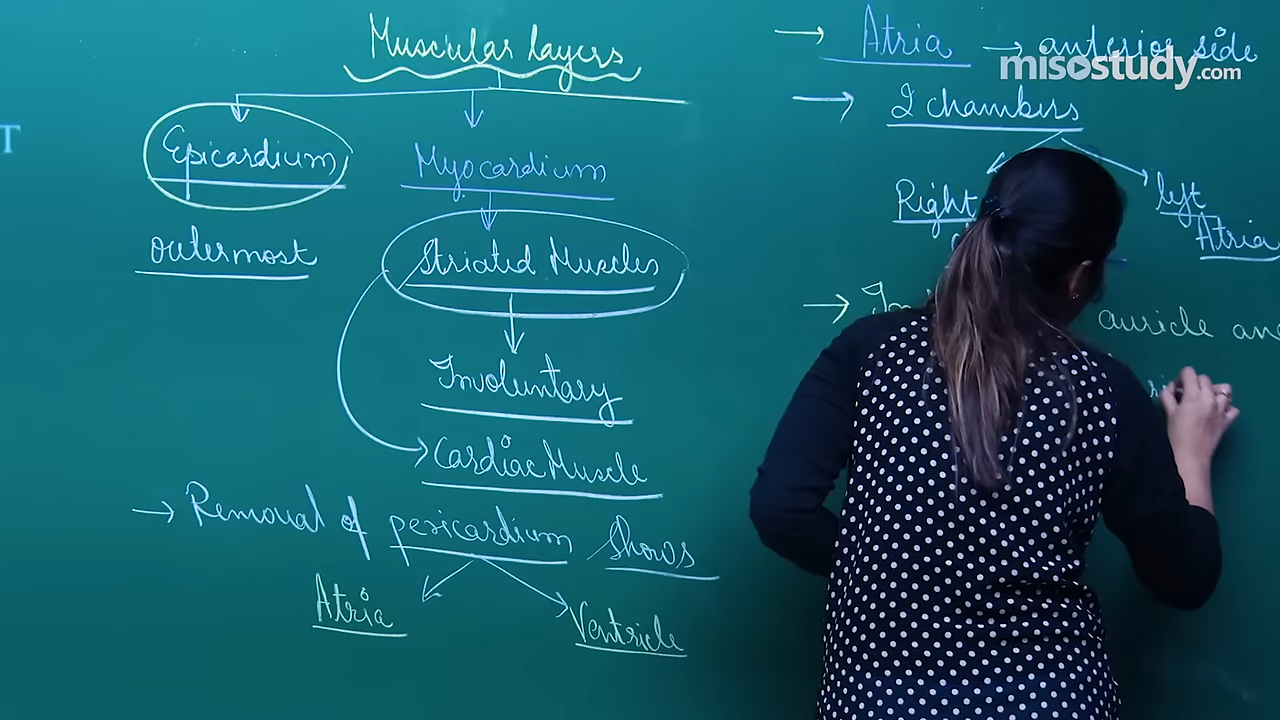 T
Muscular layers
Epicardium
Myocardium
outermost
Striated Muscles
Involuntary
Cardiac Muscle
→ Removal of pericardium shows
Atria
Ventricle
→ Atria → anterior side
misostudy.com
→ 2 chambers
Right
left
Atria
→ auricle an